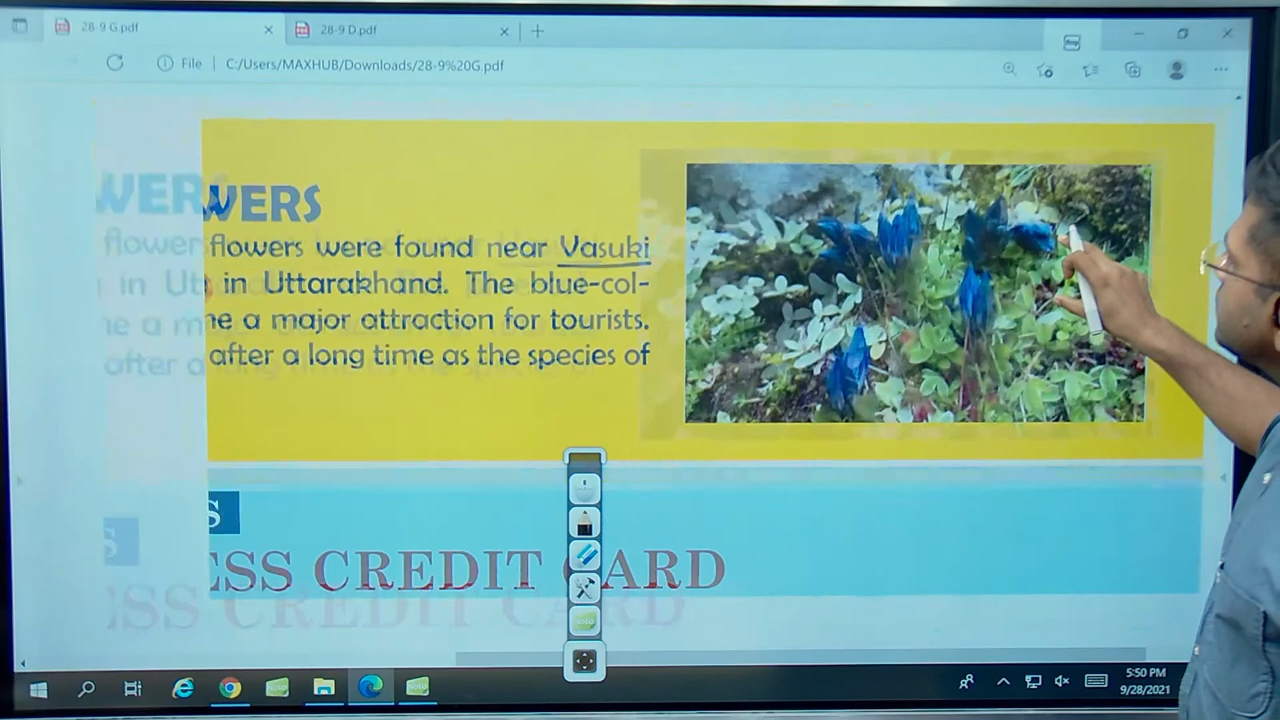 28-9 G.pdf
28-9 D.pdf
File
C:/Users/MAXHUB/Downloads/28-9%20G.pdf
WERS
flowers were found near Vasuki
in Uttarakhand. The blue-col-
ne a major attraction for tourists.
after a long time as the species of
S
ESS CREDIT CARD
5:50 PM
9/28/2021